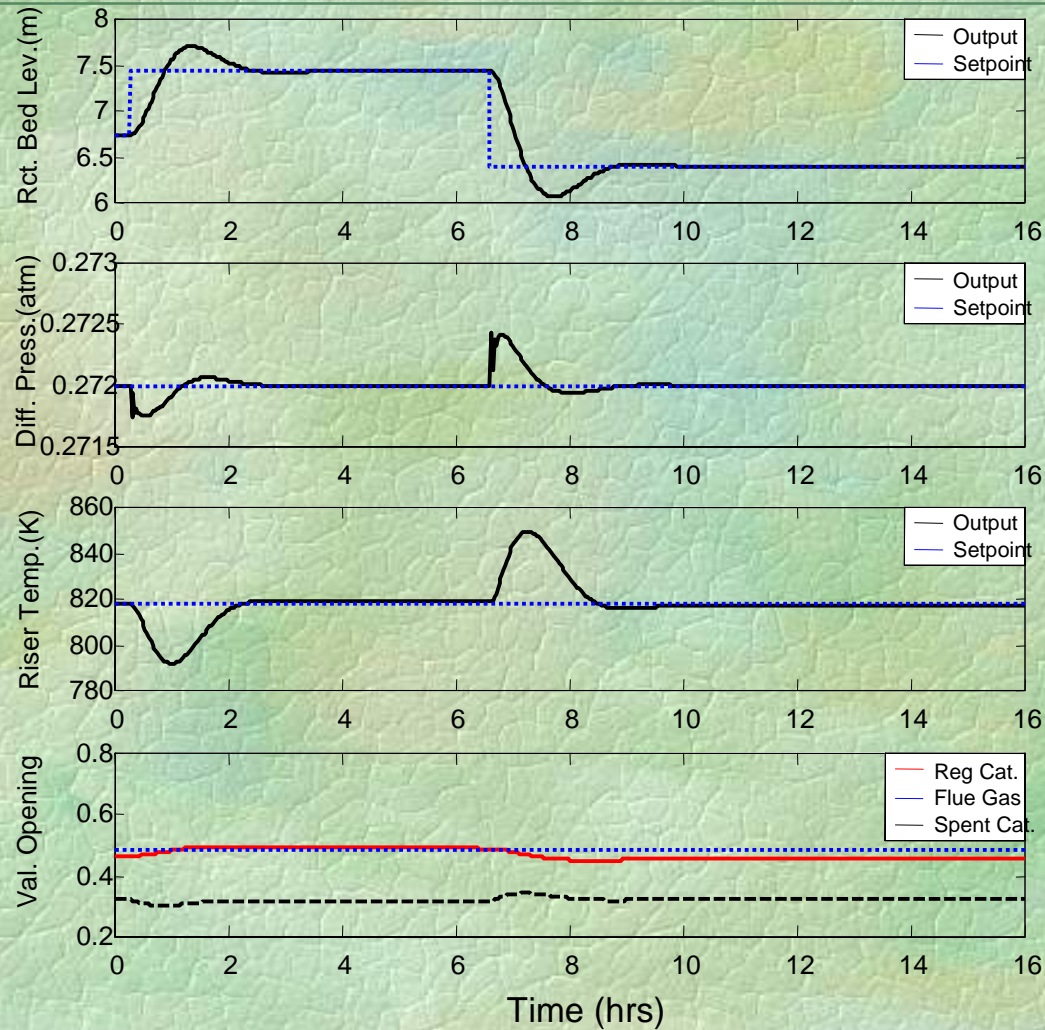 Rct. Bed Lev.(m)
8
7.5
7
6.5
6
Output
Setpoint
0 2 4 6 8 10 12 14 16
Diff. Press.(atm)
0.273
0.2725
0.272
0.2715
Output
Setpoint
0 2 4 6 8 10 12 14 16
Riser Temp.(K)
860
840
820
800
780
Output
Setpoint
0 2 4 6 8 10 12 14 16
Val. Opening
0.8
0.6
0.4
0.2
Reg Cat.
Flue Gas
Spent Cat.
0 2 4 6 8 10 12 14 16
Time (hrs)